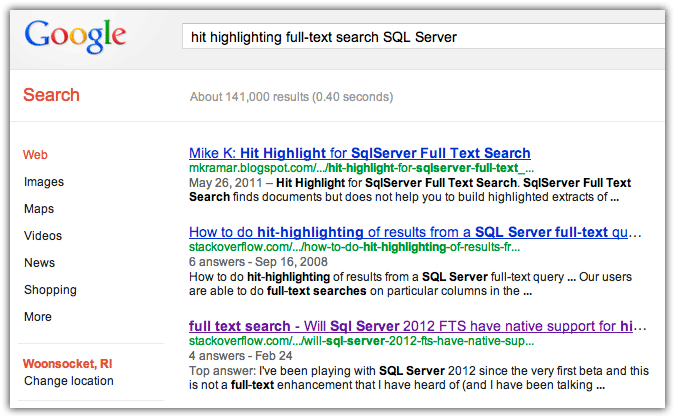 Google
hit highlighting full-text search SQL Server
Search
About 141,000 results (0.40 seconds)
Web
Images
Maps
Videos
News
Shopping
More
Woonsocket, RI
Change location
Mike K: Hit Highlight for SqlServer Full Text Search
mkramar.blogspot.com/.../hit-highlight-for-sqlserver-full-text_...
May 26, 2011 – Hit Highlight for SqlServer Full Text Search. SqlServer Full Text
Search finds documents but does not help you to build highlighted extracts of ...
How to do hit-highlighting of results from a SQL Server full-text qu...
stackoverflow.com/.../how-to-do-hit-highlighting-of-results-fr...
6 answers - Sep 16, 2008
How to do hit-highlighting of results from a SQL Server full-text query ... Our users
are able to do full-text searches on particular columns in the ...
full text search - Will Sql Server 2012 FTS have native support for hi...
stackoverflow.com/.../will-sql-server-2012-fts-have-native-sup...
4 answers - Feb 24
Top answer: I've been playing with SQL Server 2012 since the very first beta and this
is not a full-text enhancement that I have heard of (and I have been talking ...